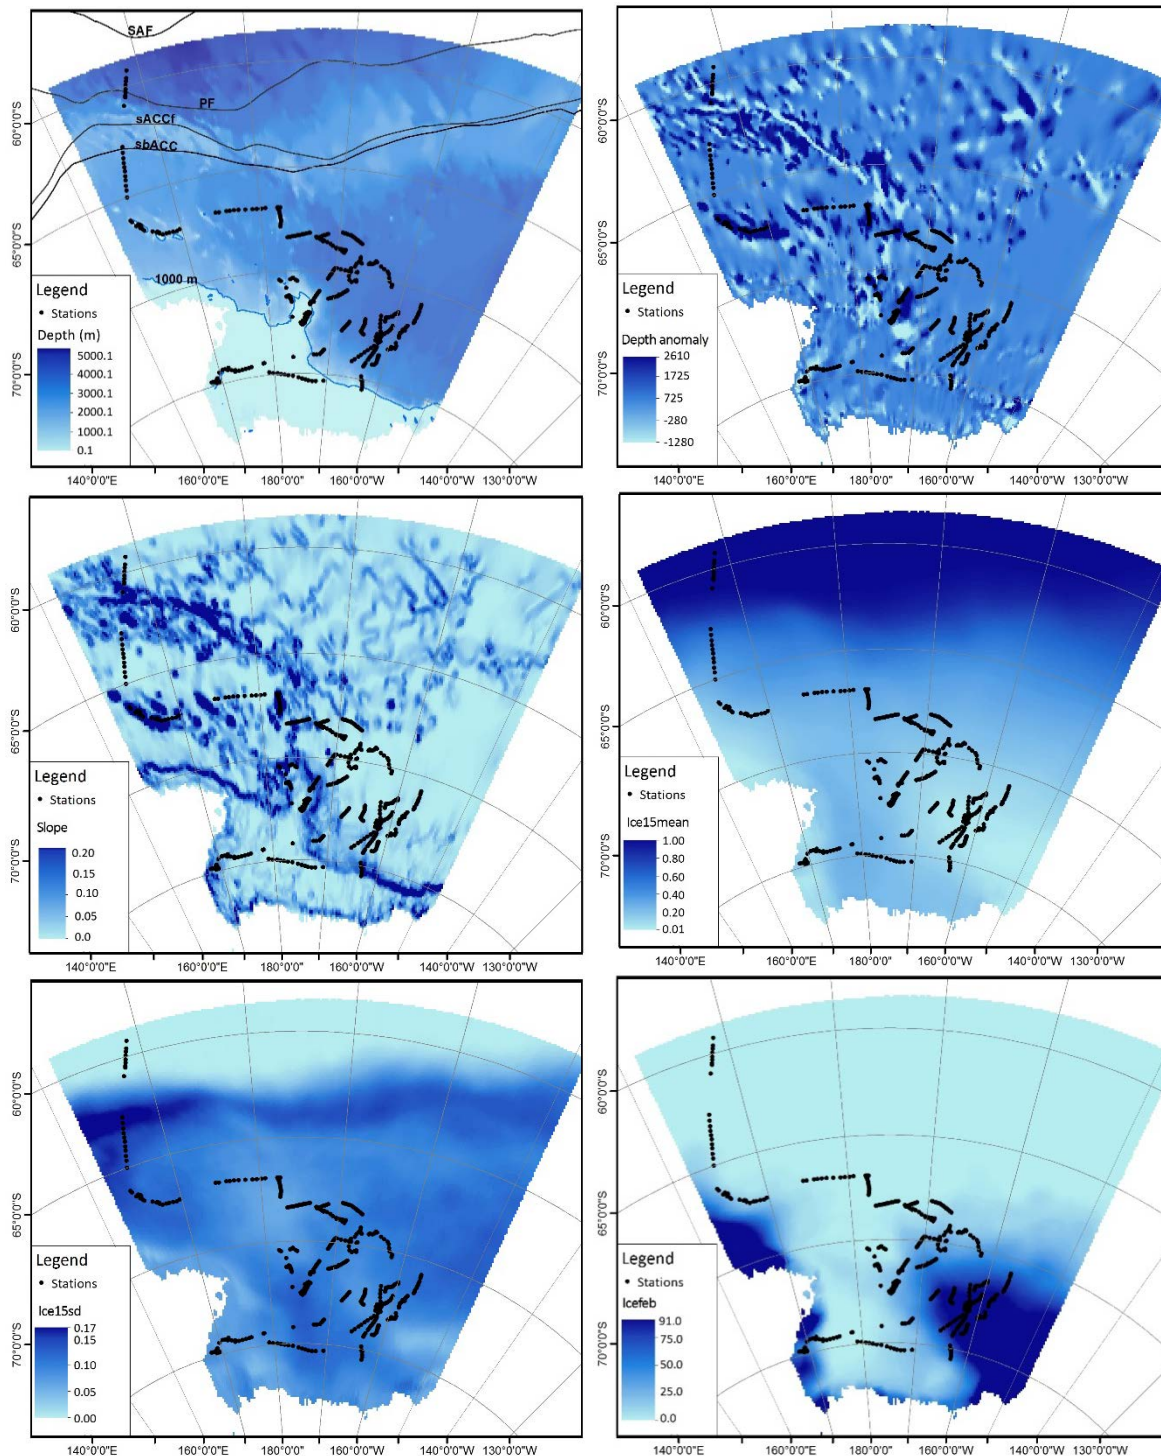 SAF
PF
sACCf
sbACC
1000 m
60°0'0"S
65°0'0"S
70°0'0"S
Legend
Stations
Depth (m)
5000.1
4000.1
3000.1
2000.1
1000.1
0.1
140°0'0"E 160°0'0"E 180°0'0" 160°0'0"W 140°0'0"W 130°0'0"W
60°0'0"S
65°0'0"S
70°0'0"S
Legend
Stations
Depth anomaly
2610
1725
725
-280
-1280
140°0'0"E 160°0'0"E 180°0'0"W 160°0'0"W 140°0'0"W 130°0'0"W
60°0'0"S
65°0'0"S
70°0'0"S
Legend
Stations
Slope
0.20
0.15
0.10
0.05
0.0
140°0'0"E 160°0'0"E 180°0'0"W 160°0'0"W 140°0'0"W 130°0'0"W
60°0'0"S
65°0'0"S
70°0'0"S
Legend
Stations
Ice15mean
1.00
0.80
0.60
0.40
0.20
0.01
140°0'0"E 160°0'0"E 180°0'0"W 160°0'0"W 140°0'0"W 130°0'0"W
60°0'0"S
65°0'0"S
70°0'0"S
Legend
Stations
Ice15sd
0.17
0.15
0.10
0.05
0.00
140°0'0"E 160°0'0"E 180°0'0"W 160°0'0"W 140°0'0"W 130°0'0"W
60°0'0"S
65°0'0"S
70°0'0"S
Legend
Stations
Icefeb
91.0
75.0
50.0
25.0
0.0
140°0'0"E 160°0'0"E 180°0'0"W 160°0'0"W 140°0'0"W 130°0'0"W